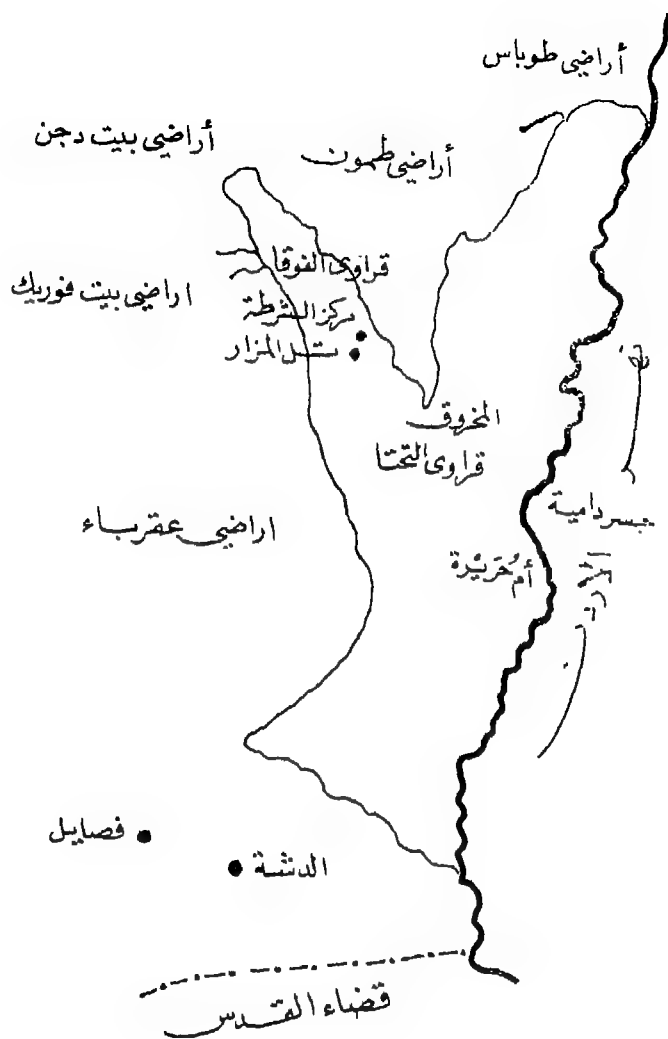 أراضي طوباس
أراضي بيت دجن
أراضي طمون
قراوى الفوقا
اراضي بيت فوريك
مركز الشرطة
تل المزار
المخروق
قراوى التحتا
جسر دامية
اراضي عقرباء
أم حُرَيْرة
فصايل
الدشة
قضاء القدس